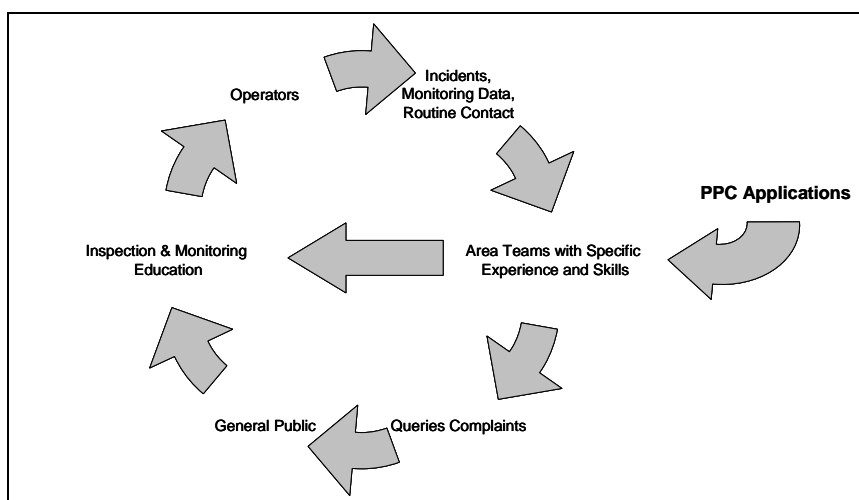 Operators
Incidents,
Monitoring Data,
Routine Contact
PPC Applications
Inspection & Monitoring
Education
Area Teams with Specific
Experience and Skills
General Public
Queries Complaints